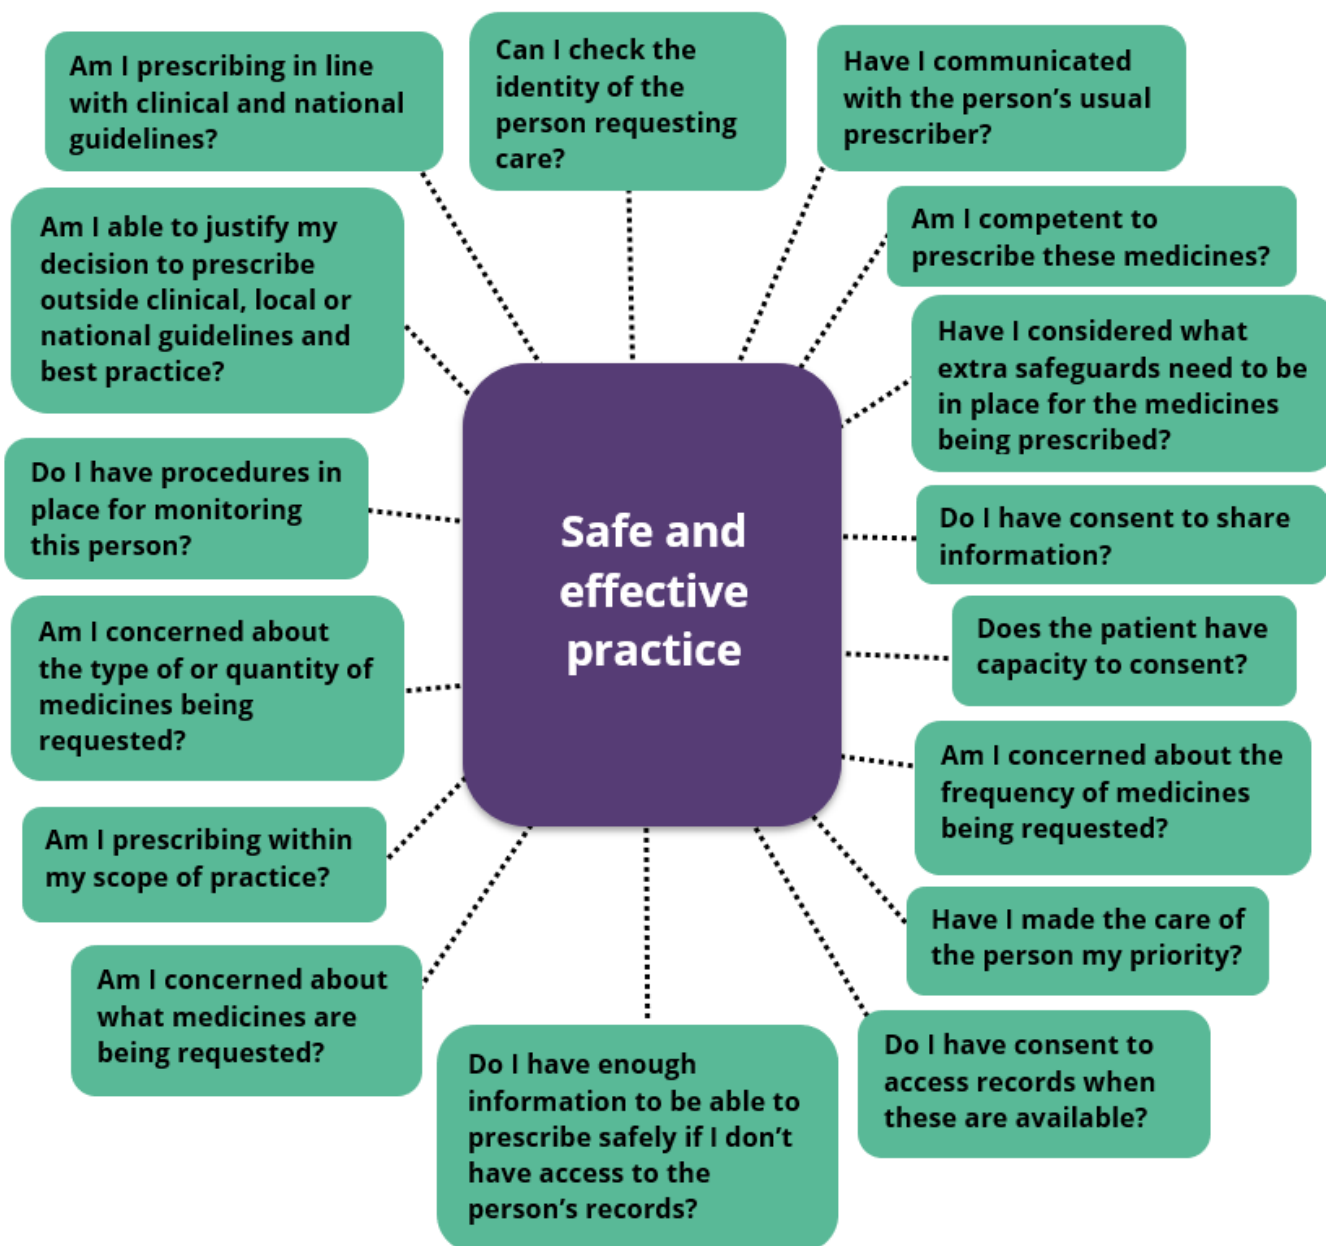 Am I prescribing in line
with clinical and national
guidelines?
Can I check the
identity of the
person requesting
care?
Have I communicated
with the person’s usual
prescriber?
Am I able to justify my
decision to prescribe
outside clinical, local or
national guidelines and
best practice?
Am I competent to
prescribe these medicines?
Have I considered what
extra safeguards need to be
in place for the medicines
being prescribed?
Do I have procedures in
place for monitoring
this person?
Safe and
effective
practice
Do I have consent to share
information?
Am I concerned about
the type of or quantity of
medicines being
requested?
Does the patient have
capacity to consent?
Am I concerned about the
frequency of medicines
being requested?
Am I prescribing within
my scope of practice?
Have I made the care of
the person my priority?
Am I concerned about
what medicines are
being requested?
Do I have enough
information to be able to
prescribe safely if I don’t
have access to the
person’s records?
Do I have consent to
access records when
these are available?